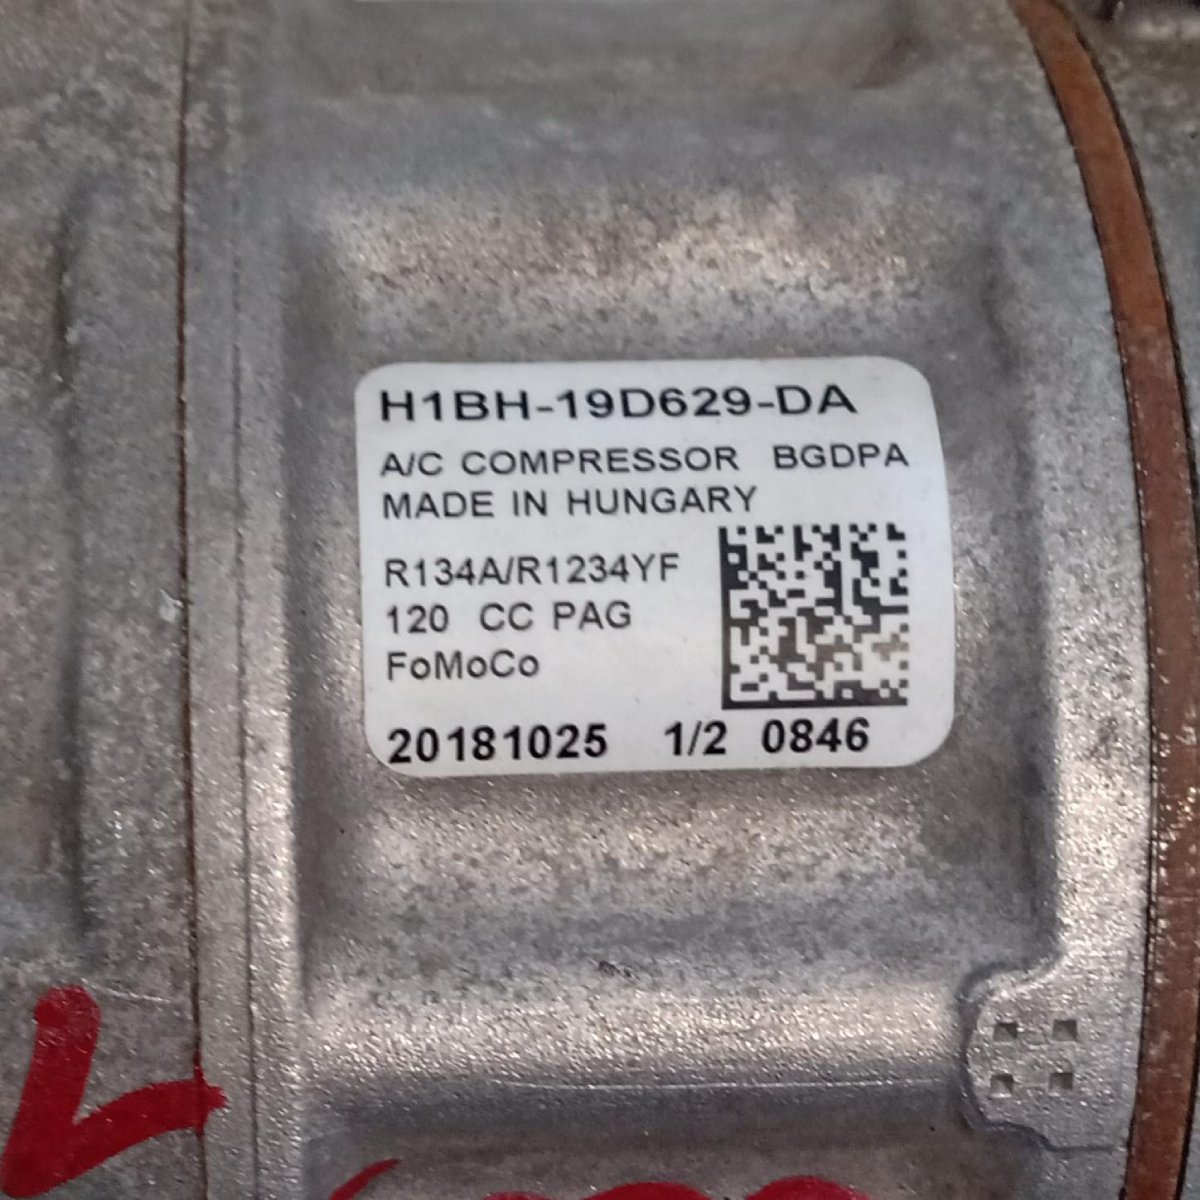 H1BH-19D629-DA
A/C COMPRESSOR BGDPA
MADE IN HUNGARY
R134A/R1234YF
120 CC PAG
FoMoCo
20181025 1/2 0846